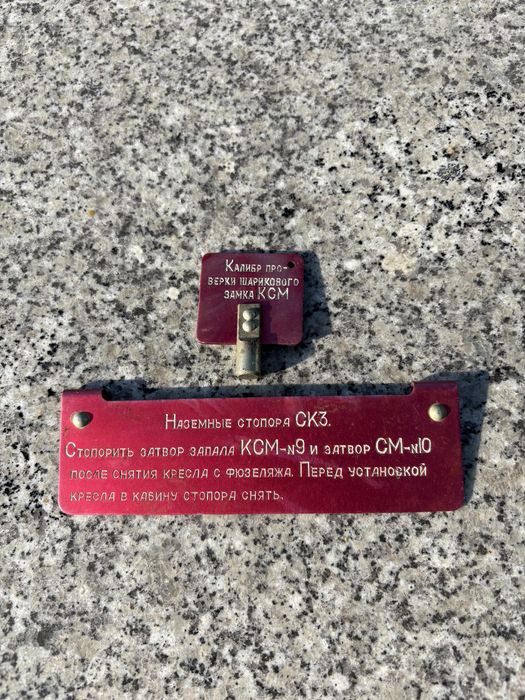 Калибр про-
верки шарикового
замка КСМ
Наземные стопора СК3.
Стопорить затвор запала КСМ-№9 и затвор СМ-№10
после снятия кресла с фюзеляжа. Перед установкой
кресла в кабину стопора снять.